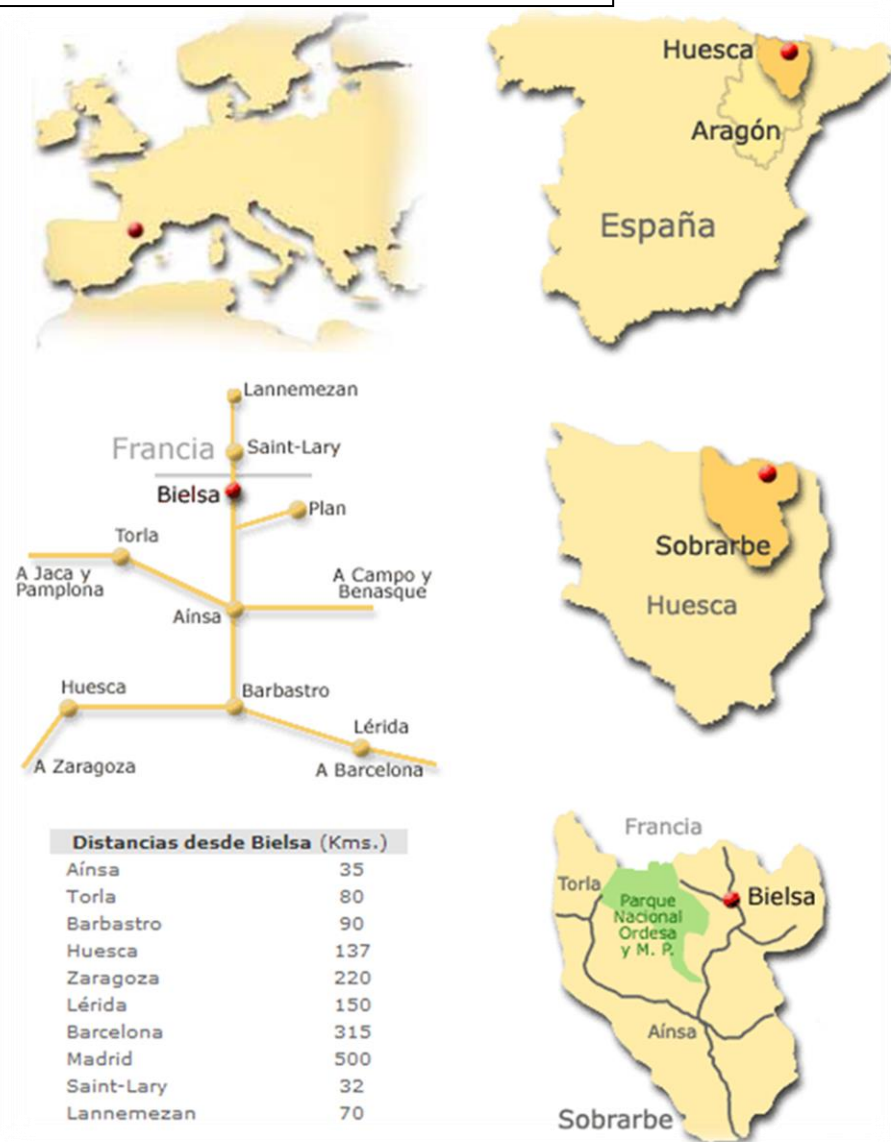 Huesca
Aragón
España
Lannemezan
Francia
Saint-Lary
Bielsa
Plan
Torla
A Jaca y
Pamplona
A Campo y
Benasque
Aínsa
Huesca
Barbastro
Lérida
A Zaragoza
A Barcelona
Sobrarbe
Huesca
Distancias desde Bielsa (Kms.)
Aínsa 35
Torla 80
Barbastro 90
Huesca 137
Zaragoza 220
Lérida 150
Barcelona 315
Madrid 500
Saint-Lary 32
Lannemezan 70
Francia
Torla
Parque
Nacional
Ordesa
y M. P.
Bielsa
Aínsa
Sobrarbe